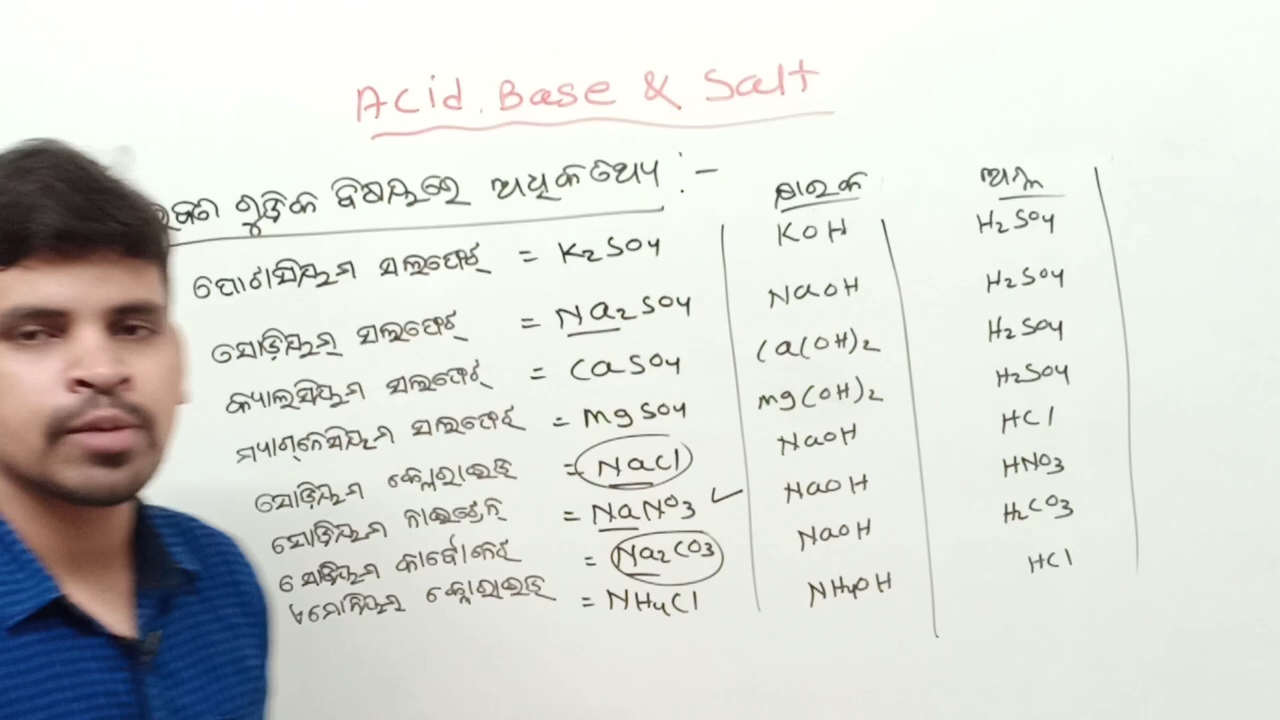 Acid. Base & Salt
ଗୁଡ଼ିକ ବିଷୟରେ ଅଧିକ ତଥ୍ୟ :-
କ୍ଷାରକ ଅମ୍ଳ
ପୋଟାସିୟମ ସଲଫେଟ୍ = K2SO4 KOH H2SO4
ସୋଡ଼ିୟମ୍ ସଲଫେଟ୍ = Na2SO4 NaOH H2SO4
କ୍ୟାଲସିୟମ ସଲଫେଟ୍ = CaSO4 Ca(OH)2 H2SO4
ମ୍ୟାଗ୍ନେସିୟମ ସଲଫେଟ୍ = MgSO4 Mg(OH)2 H2SO4
ସୋଡ଼ିୟମ କ୍ଲୋରାଇଡ଼ = NaCl NaOH HCl
ସୋଡ଼ିୟମ ନାଇଟ୍ରେଟ୍ = NaNO3 ✓ NaOH HNO3
ସୋଡ଼ିୟମ କାର୍ବୋନେଟ୍ = Na2CO3 NaOH H2CO3
ଏମୋନିୟମ କ୍ଲୋରାଇଡ଼ = NH4Cl NH4OH HCl